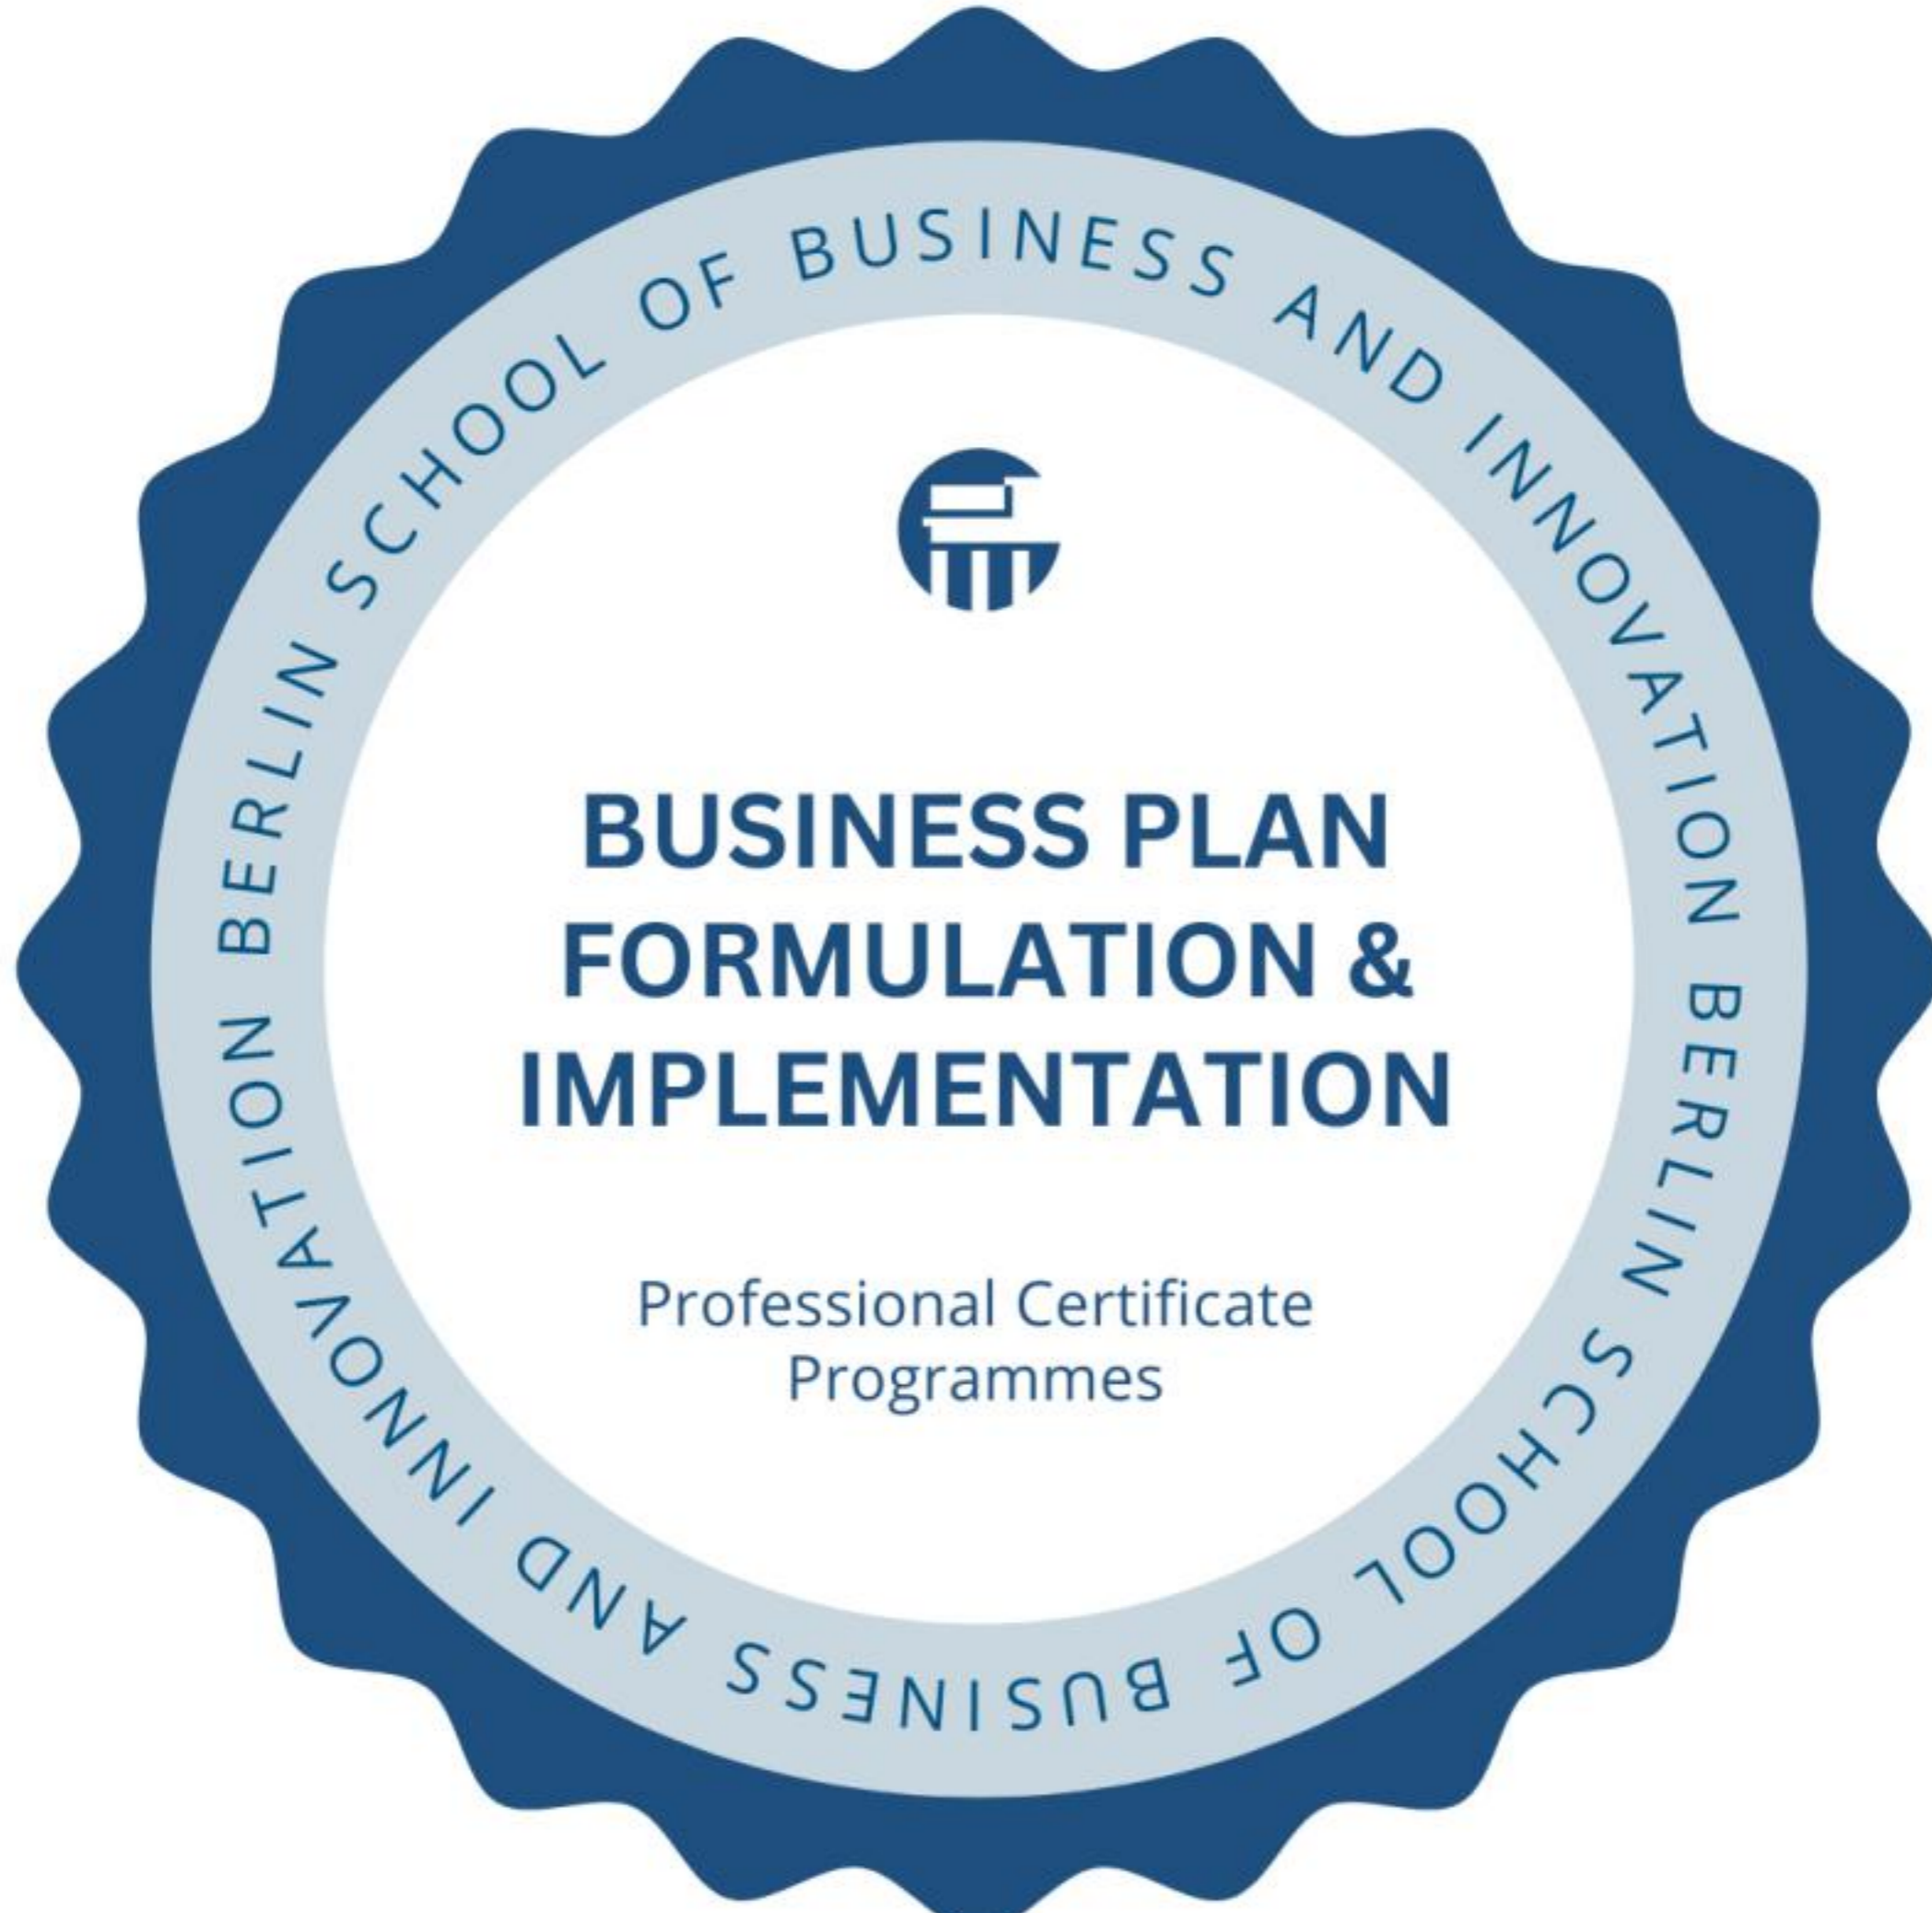 BERLIN SCHOOL OF BUSINESS AND INNOVATION BERLIN SCHOOL OF BUSINESS AND INNOVATION
BUSINESS PLAN
FORMULATION &
IMPLEMENTATION
Professional Certificate
Programmes